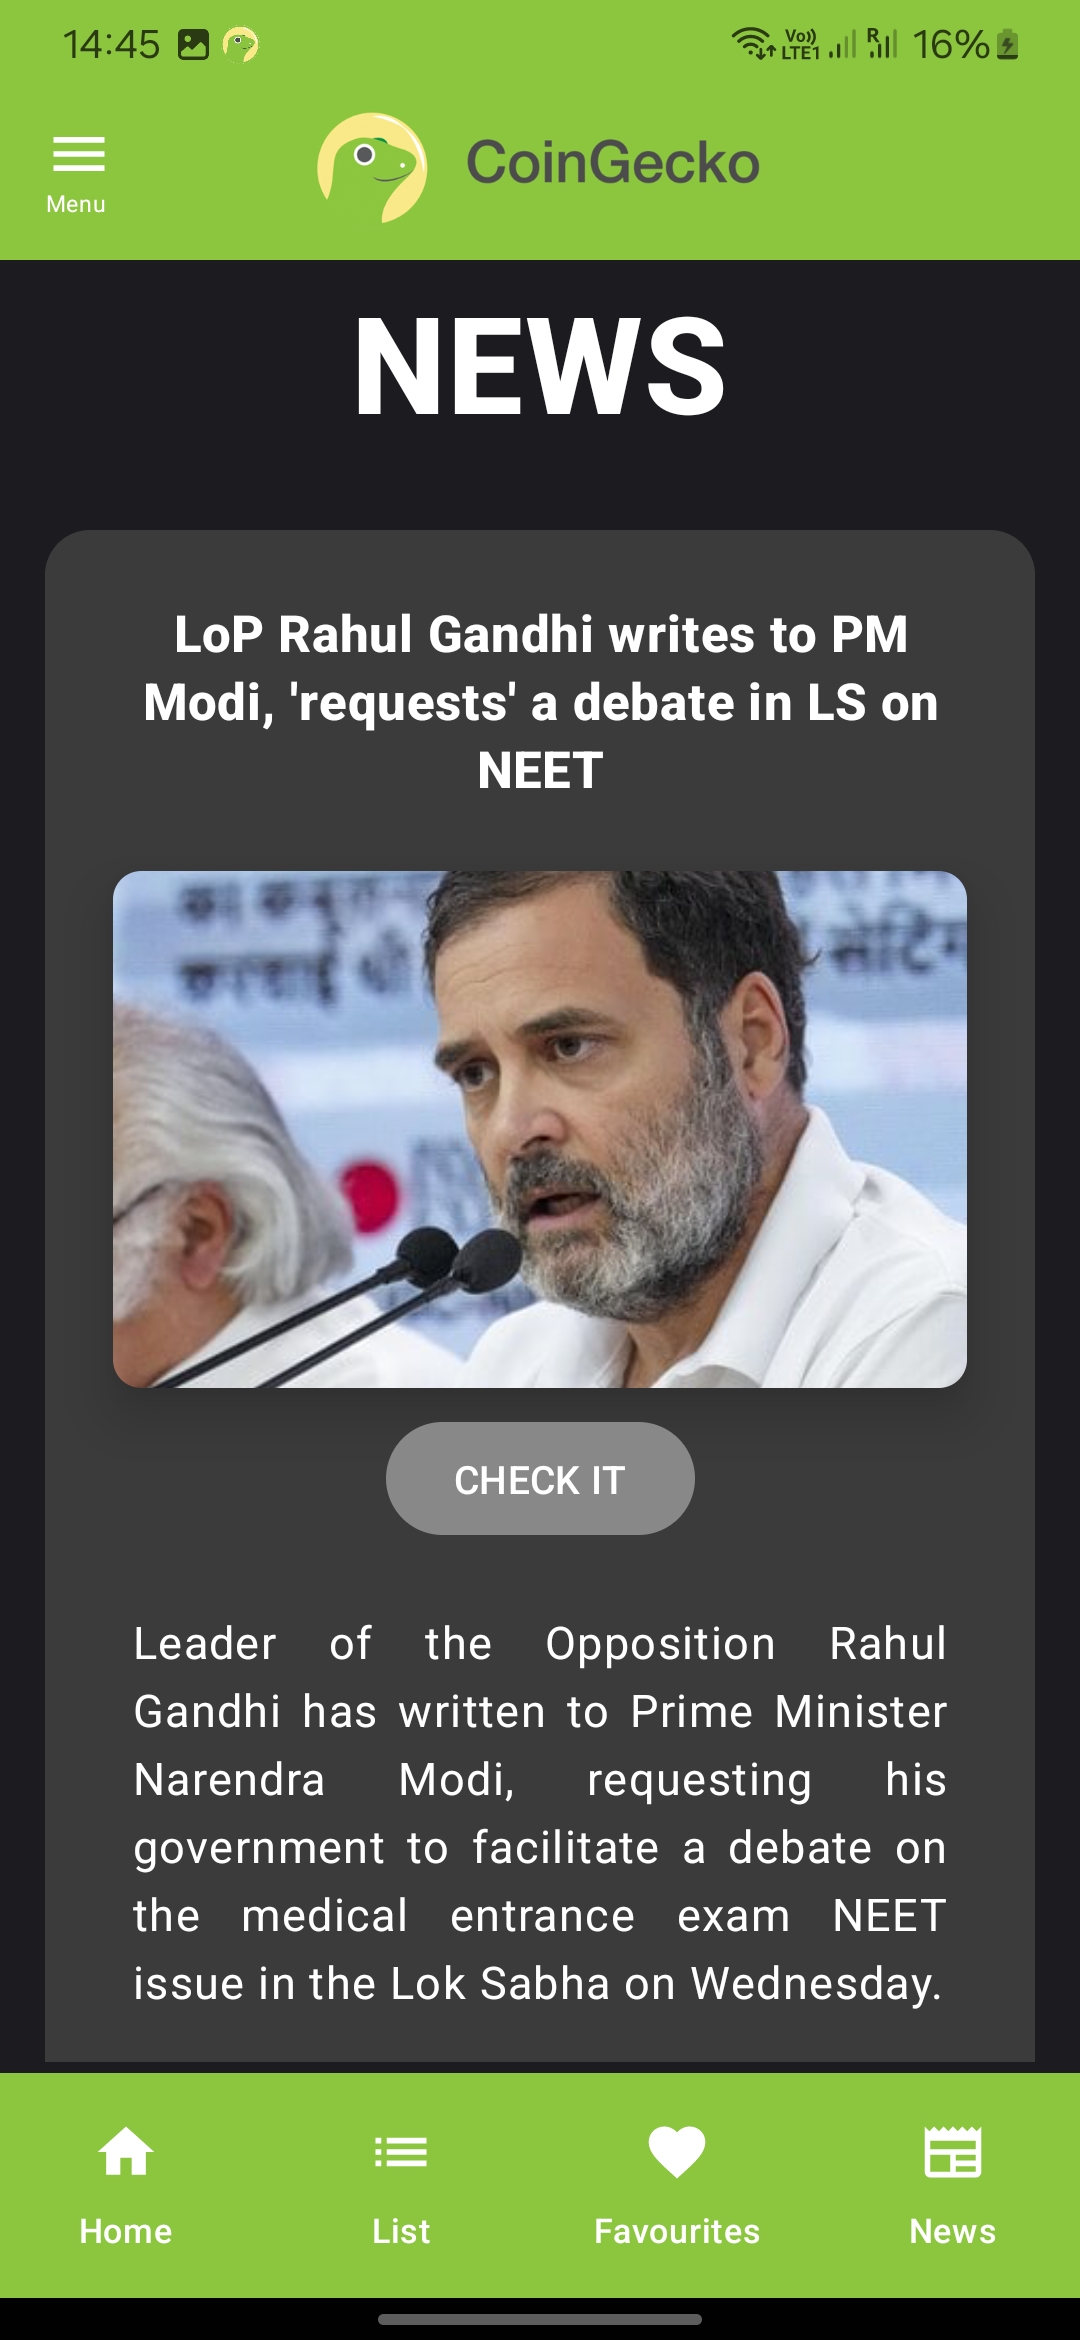 14:45
Vo))
LTE1
R
16%
Menu
CoinGecko
NEWS
LoP Rahul Gandhi writes to PM
Modi, 'requests' a debate in LS on
NEET
CHECK IT
Leader of the Opposition Rahul
Gandhi has written to Prime Minister
Narendra Modi, requesting his
government to facilitate a debate on
the medical entrance exam NEET
issue in the Lok Sabha on Wednesday.
Home
List
Favourites
News